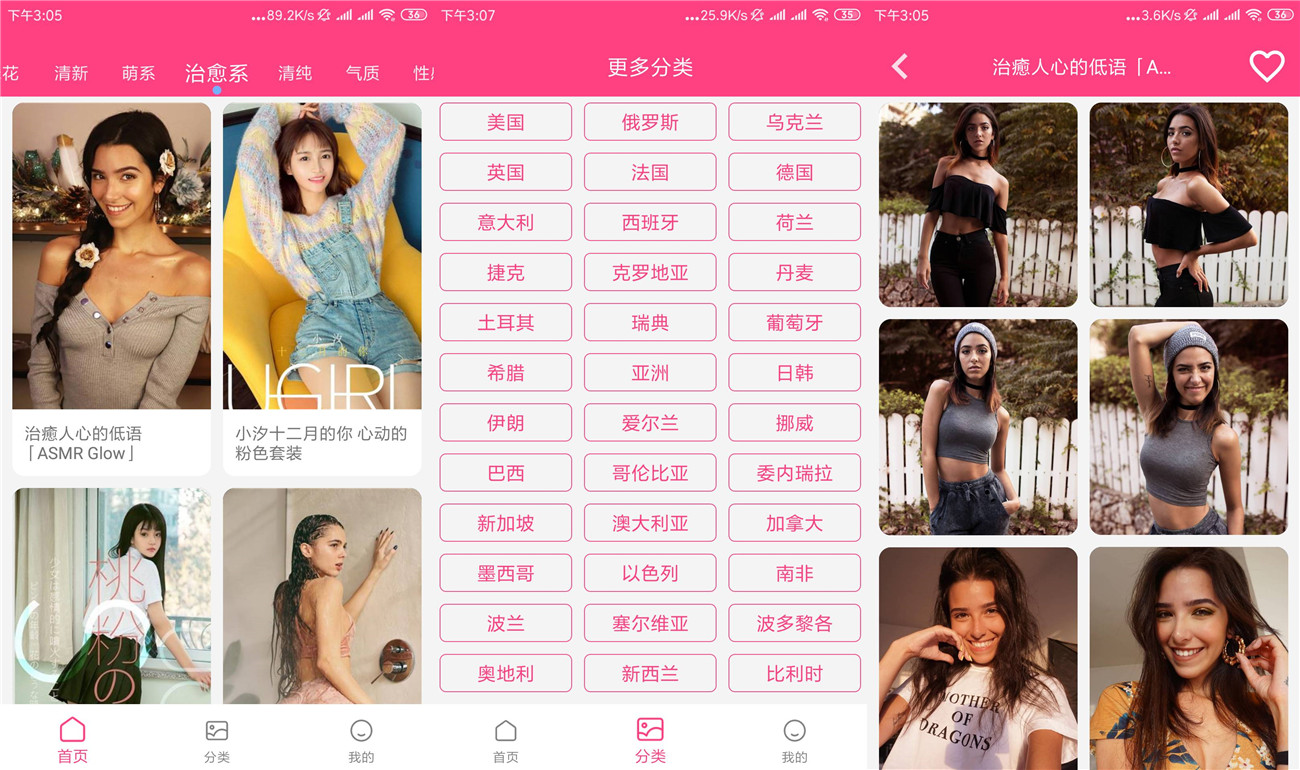 下午3:05
...89.2K/s
36
花
清新
萌系
治愈系
清纯
气质
小汐
UGIRL
治癒人心的低语
「ASMR Glow」
小汐十二月的你 心动的
粉色套装
桃
粉
の
首页
分类
我的
下午3:07
...25.9K/s
35
更多分类
美国
俄罗斯
乌克兰
英国
法国
德国
意大利
西班牙
荷兰
捷克
克罗地亚
丹麦
土耳其
瑞典
葡萄牙
希腊
亚洲
日韩
伊朗
爱尔兰
挪威
巴西
哥伦比亚
委内瑞拉
新加坡
澳大利亚
加拿大
墨西哥
以色列
南非
波兰
塞尔维亚
波多黎各
奥地利
新西兰
比利时
首页
分类
我的
下午3:05
...3.6K/s
36
治癒人心的低语「A...
MOTHER
OF
DRAGONS